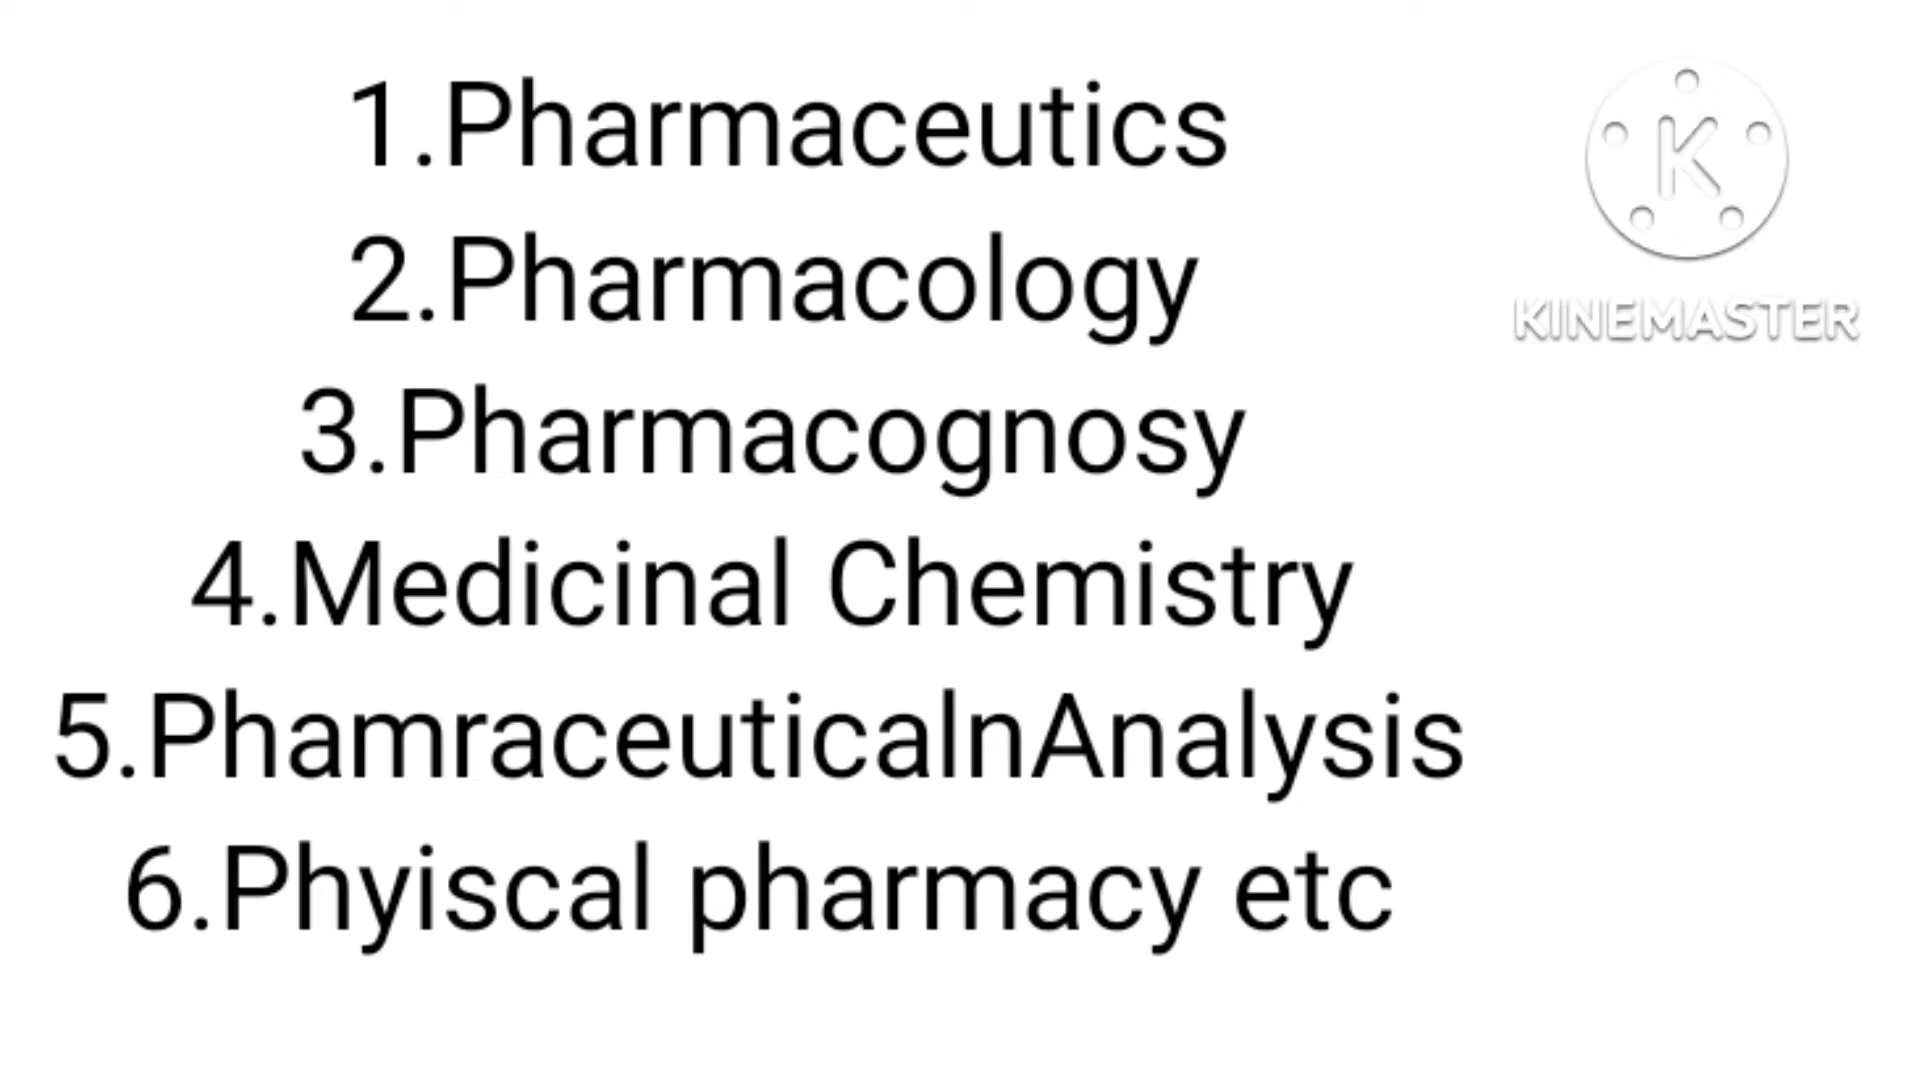 1.Pharmaceutics
2.Pharmacology
3.Pharmacognosy
4.Medicinal Chemistry
5.PhamraceuticalnAnalysis
6.Phyiscal pharmacy etc
K
KINEMASTER